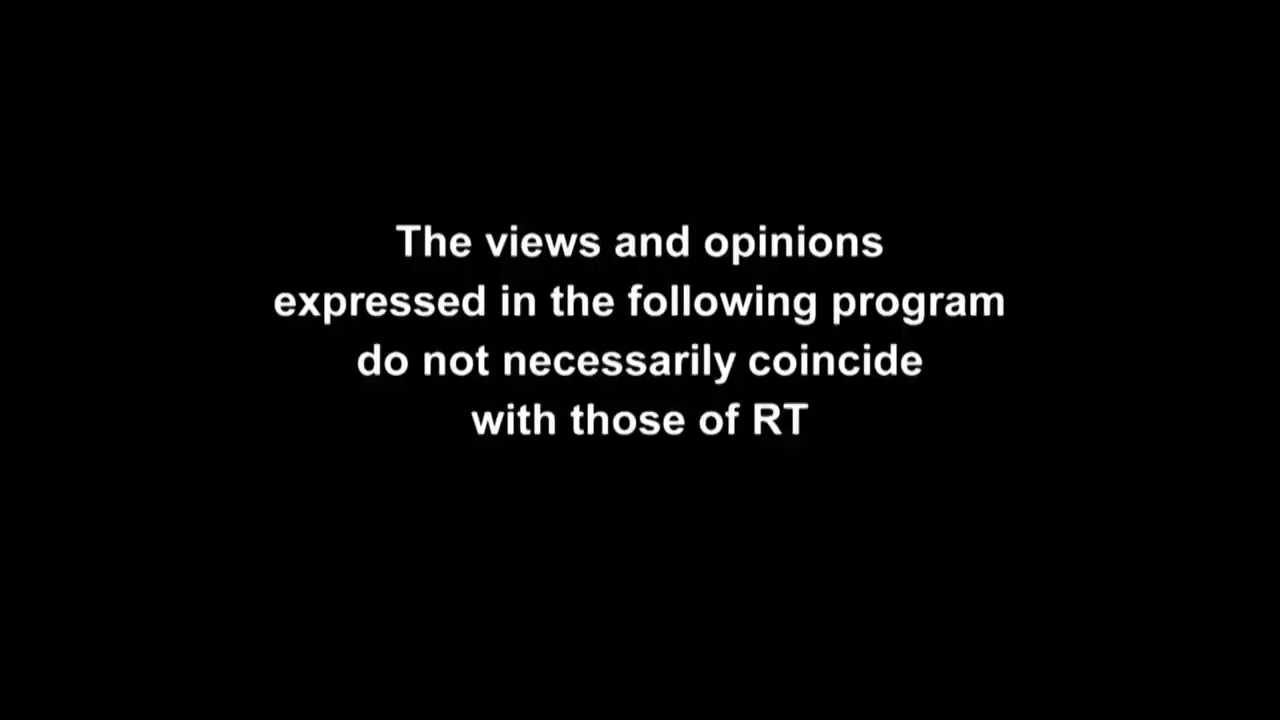 The views and opinions
expressed in the following program
do not necessarily coincide
with those of RT